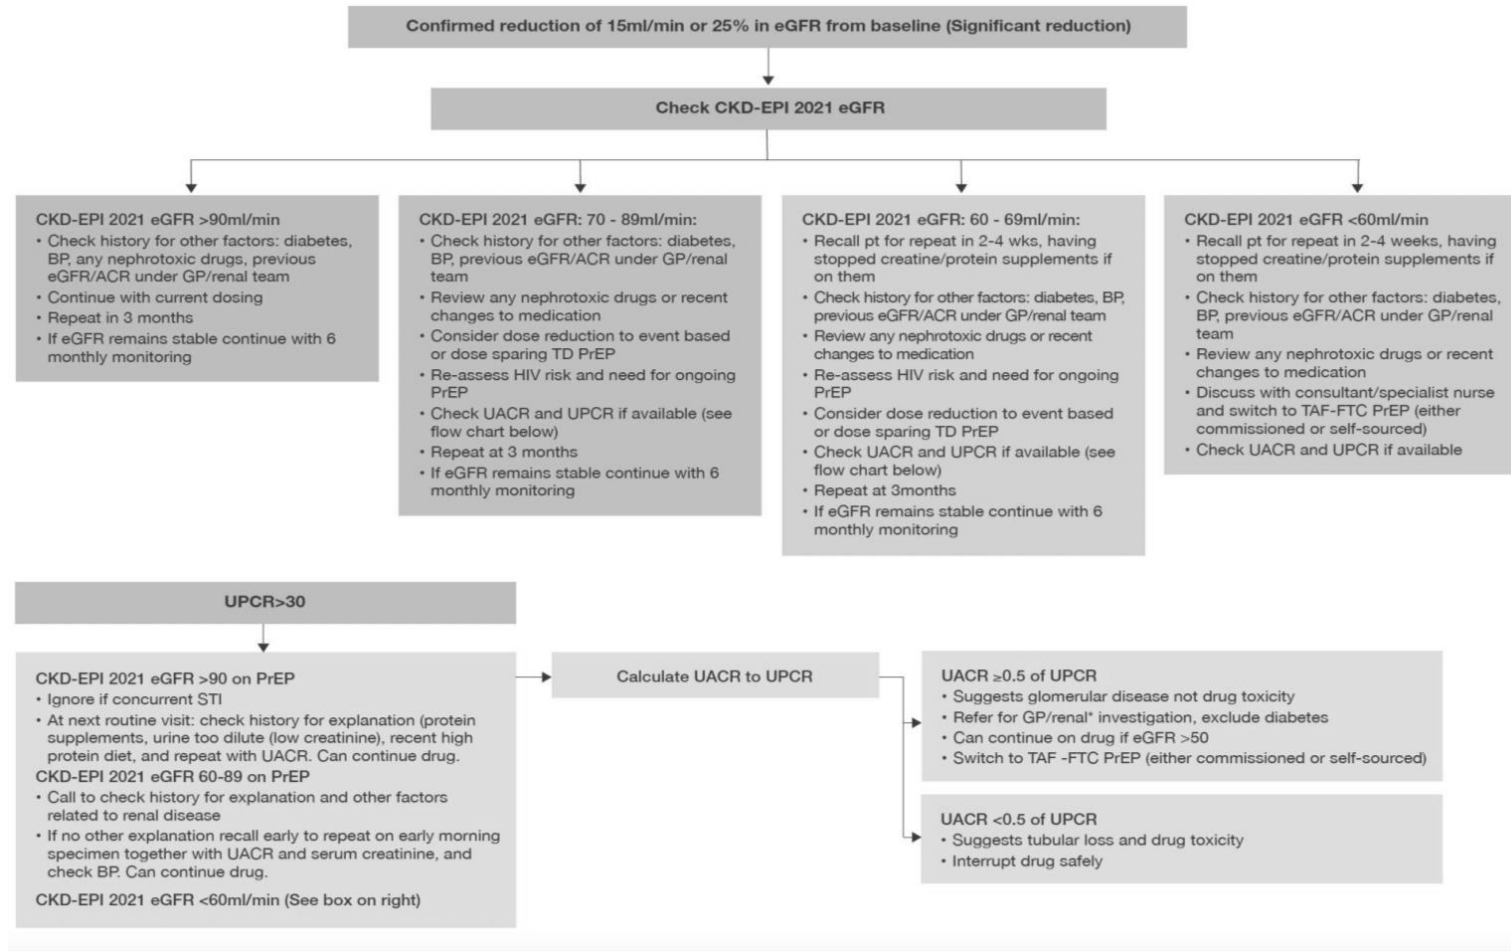 Confirmed reduction of 15ml/min or 25% in eGFR from baseline (Significant reduction)
Check CKD-EPI 2021 eGFR
CKD-EPI 2021 eGFR >90ml/min
• Check history for other factors: diabetes,
BP, any nephrotoxic drugs, previous
eGFR/ACR under GP/renal team
• Continue with current dosing
• Repeat in 3 months
• If eGFR remains stable continue with 6
monthly monitoring
CKD-EPI 2021 eGFR: 70 - 89ml/min:
• Check history for other factors: diabetes,
BP, previous eGFR/ACR under GP/renal
team
• Review any nephrotoxic drugs or recent
changes to medication
• Consider dose reduction to event based
or dose sparing TD PrEP
• Re-assess HIV risk and need for ongoing
PrEP
• Check UACR and UPCR if available (see
flow chart below)
• Repeat at 3 months
• If eGFR remains stable continue with 6
monthly monitoring
CKD-EPI 2021 eGFR: 60 - 69ml/min:
• Recall pt for repeat in 2-4 wks, having
stopped creatine/protein supplements if
on them
• Check history for other factors: diabetes, BP,
previous eGFR/ACR under GP/renal team
• Review any nephrotoxic drugs or recent
changes to medication
• Re-assess HIV risk and need for ongoing
PrEP
• Consider dose reduction to event based
or dose sparing TD PrEP
• Check UACR and UPCR if available (see
flow chart below)
• Repeat at 3months
• If eGFR remains stable continue with 6
monthly monitoring
CKD-EPI 2021 eGFR <60ml/min
• Recall pt for repeat in 2-4 weeks, having
stopped creatine/protein supplements if
on them
• Check history for other factors: diabetes,
BP, previous eGFR/ACR under GP/renal
team
• Review any nephrotoxic drugs or recent
changes to medication
• Discuss with consultant/specialist nurse
and switch to TAF-FTC PrEP (either
commissioned or self-sourced)
• Check UACR and UPCR if available
UPCR>30
CKD-EPI 2021 eGFR >90 on PrEP
• Ignore if concurrent STI
• At next routine visit: check history for explanation (protein
supplements, urine too dilute (low creatinine), recent high
protein diet, and repeat with UACR. Can continue drug.
CKD-EPI 2021 eGFR 60-89 on PrEP
• Call to check history for explanation and other factors
related to renal disease
• If no other explanation recall early to repeat on early morning
specimen together with UACR and serum creatinine, and
check BP. Can continue drug.
CKD-EPI 2021 eGFR <60ml/min (See box on right)
Calculate UACR to UPCR
UACR ≥0.5 of UPCR
• Suggests glomerular disease not drug toxicity
• Refer for GP/renal* investigation, exclude diabetes
• Can continue on drug if eGFR >50
• Switch to TAF -FTC PrEP (either commissioned or self-sourced)
UACR <0.5 of UPCR
• Suggests tubular loss and drug toxicity
• Interrupt drug safely